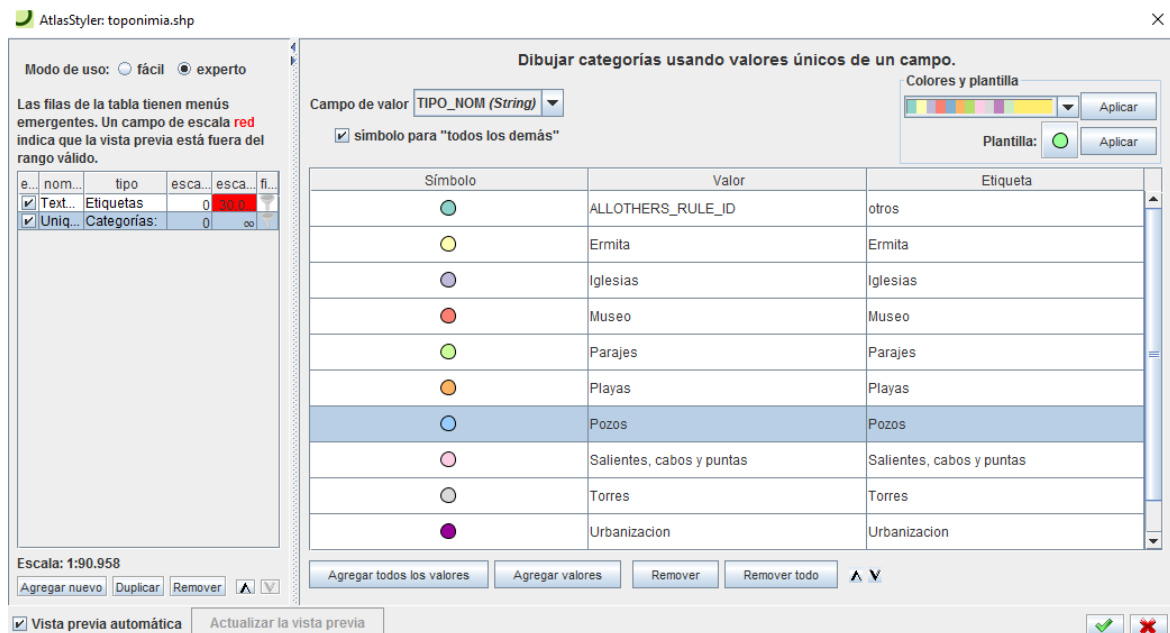 AtlasStyler: toponimia.shp
Modo de uso: fácil experto
Las filas de la tabla tienen menús
emergentes. Un campo de escala red
indica que la vista previa está fuera del
rango válido.
e... nom... tipo esca... esca... fi...
Text... Etiquetas 0 30.0...
Uniq... Categorías: 0 ∞
Escala: 1:90.958
Agregar nuevo Duplicar Remover
Dibujar categorías usando valores únicos de un campo.
Campo de valor TIPO_NOM (String)
símbolo para "todos los demás"
Colores y plantilla
Aplicar
Plantilla: Aplicar
Símbolo Valor Etiqueta
ALLOTHERS_RULE_ID otros
Ermita Ermita
Iglesias Iglesias
Museo Museo
Parajes Parajes
Playas Playas
Pozos Pozos
Salientes, cabos y puntas Salientes, cabos y puntas
Torres Torres
Urbanizacion Urbanizacion
Agregar todos los valores Agregar valores Remover Remover todo
Vista previa automática Actualizar la vista previa